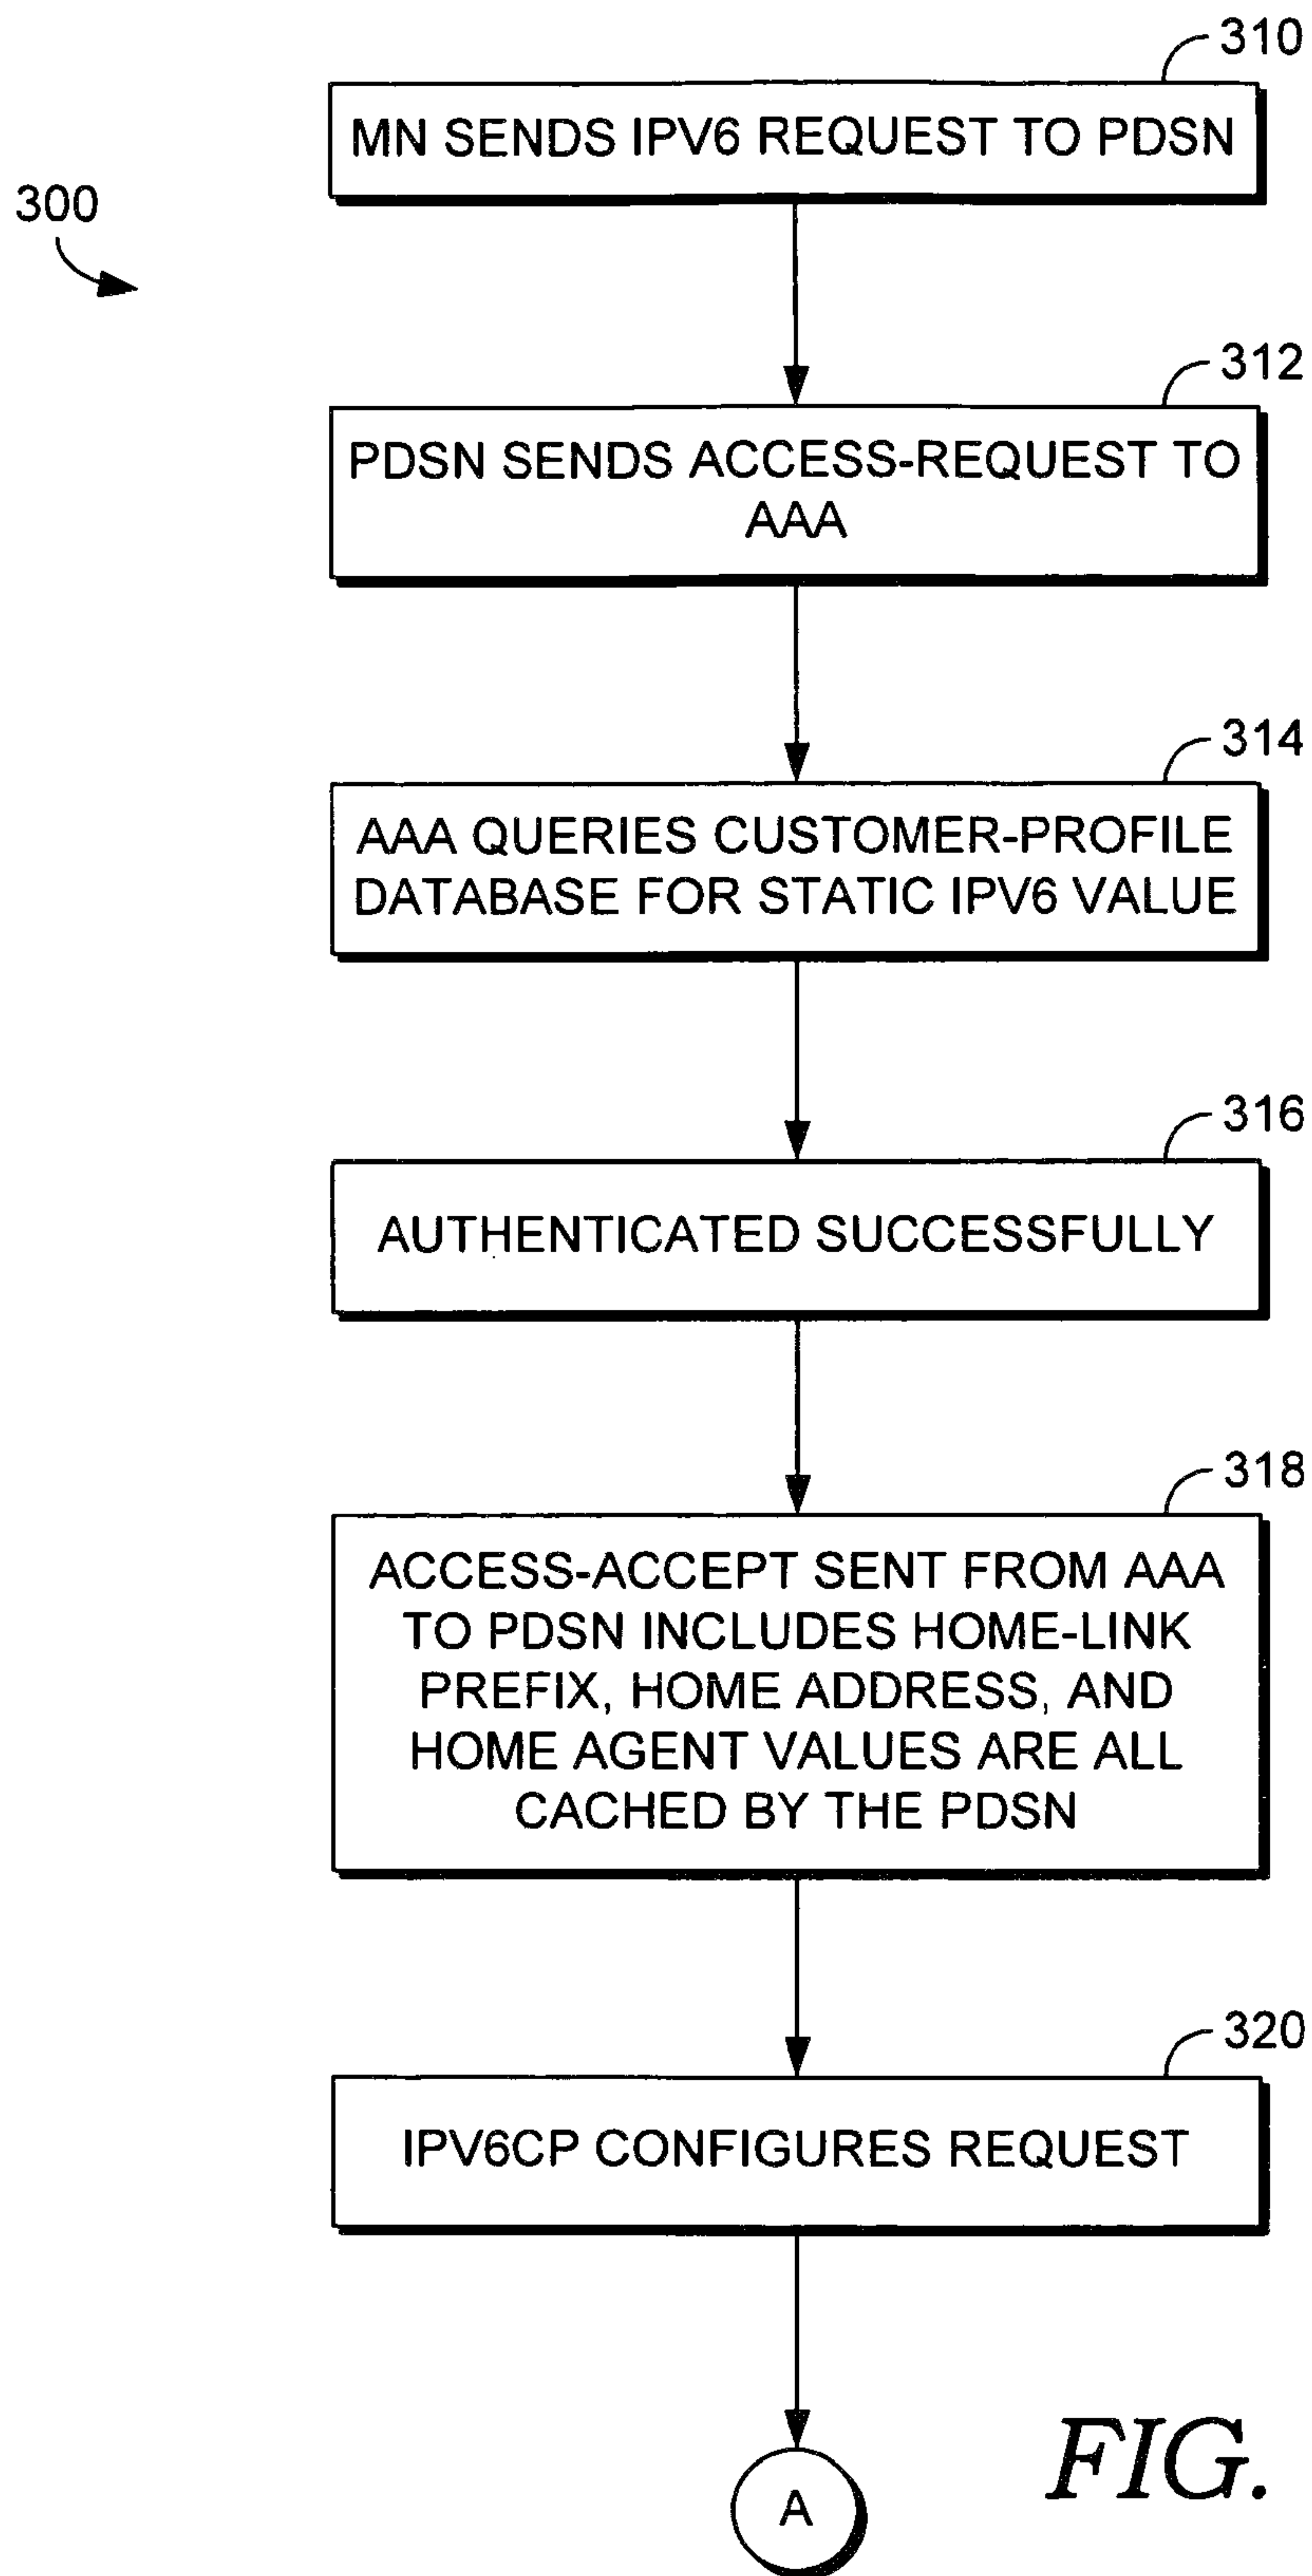 310
MN SENDS IPV6 REQUEST TO PDSN
300
312
PDSN SENDS ACCESS-REQUEST TO
AAA
314
AAA QUERIES CUSTOMER-PROFILE
DATABASE FOR STATIC IPV6 VALUE
316
AUTHENTICATED SUCCESSFULLY
318
ACCESS-ACCEPT SENT FROM AAA
TO PDSN INCLUDES HOME-LINK
PREFIX, HOME ADDRESS, AND
HOME AGENT VALUES ARE ALL
CACHED BY THE PDSN
320
IPV6CP CONFIGURES REQUEST
A
FIG.